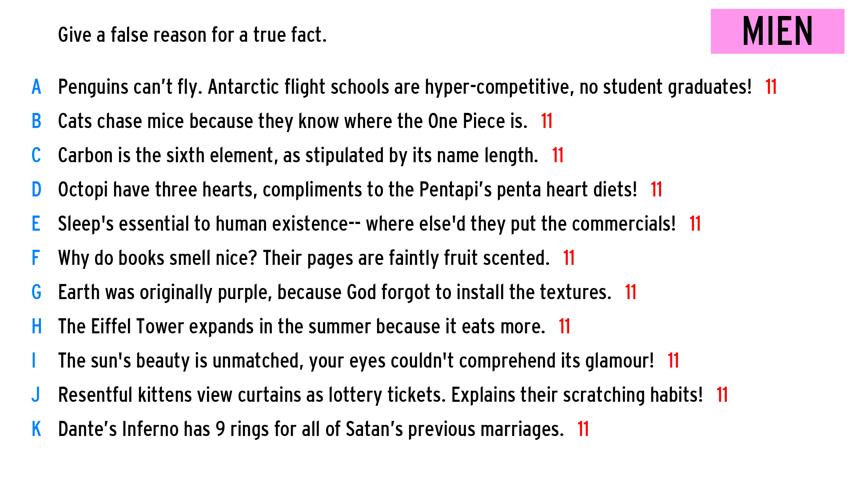 Give a false reason for a true fact.
MIEN
A Penguins can't fly. Antarctic flight schools are hyper-competitive, no student graduates! 11
B Cats chase mice because they know where the One Piece is. 11
C Carbon is the sixth element, as stipulated by its name length. 11
D Octopi have three hearts, compliments to the Pentapi's penta heart diets! 11
E Sleep's essential to human existence-- where else'd they put the commercials! 11
F Why do books smell nice? Their pages are faintly fruit scented. 11
G Earth was originally purple, because God forgot to install the textures. 11
H The Eiffel Tower expands in the summer because it eats more. 11
I The sun's beauty is unmatched, your eyes couldn't comprehend its glamour! 11
J Resentful kittens view curtains as lottery tickets. Explains their scratching habits! 11
K Dante's Inferno has 9 rings for all of Satan's previous marriages. 11